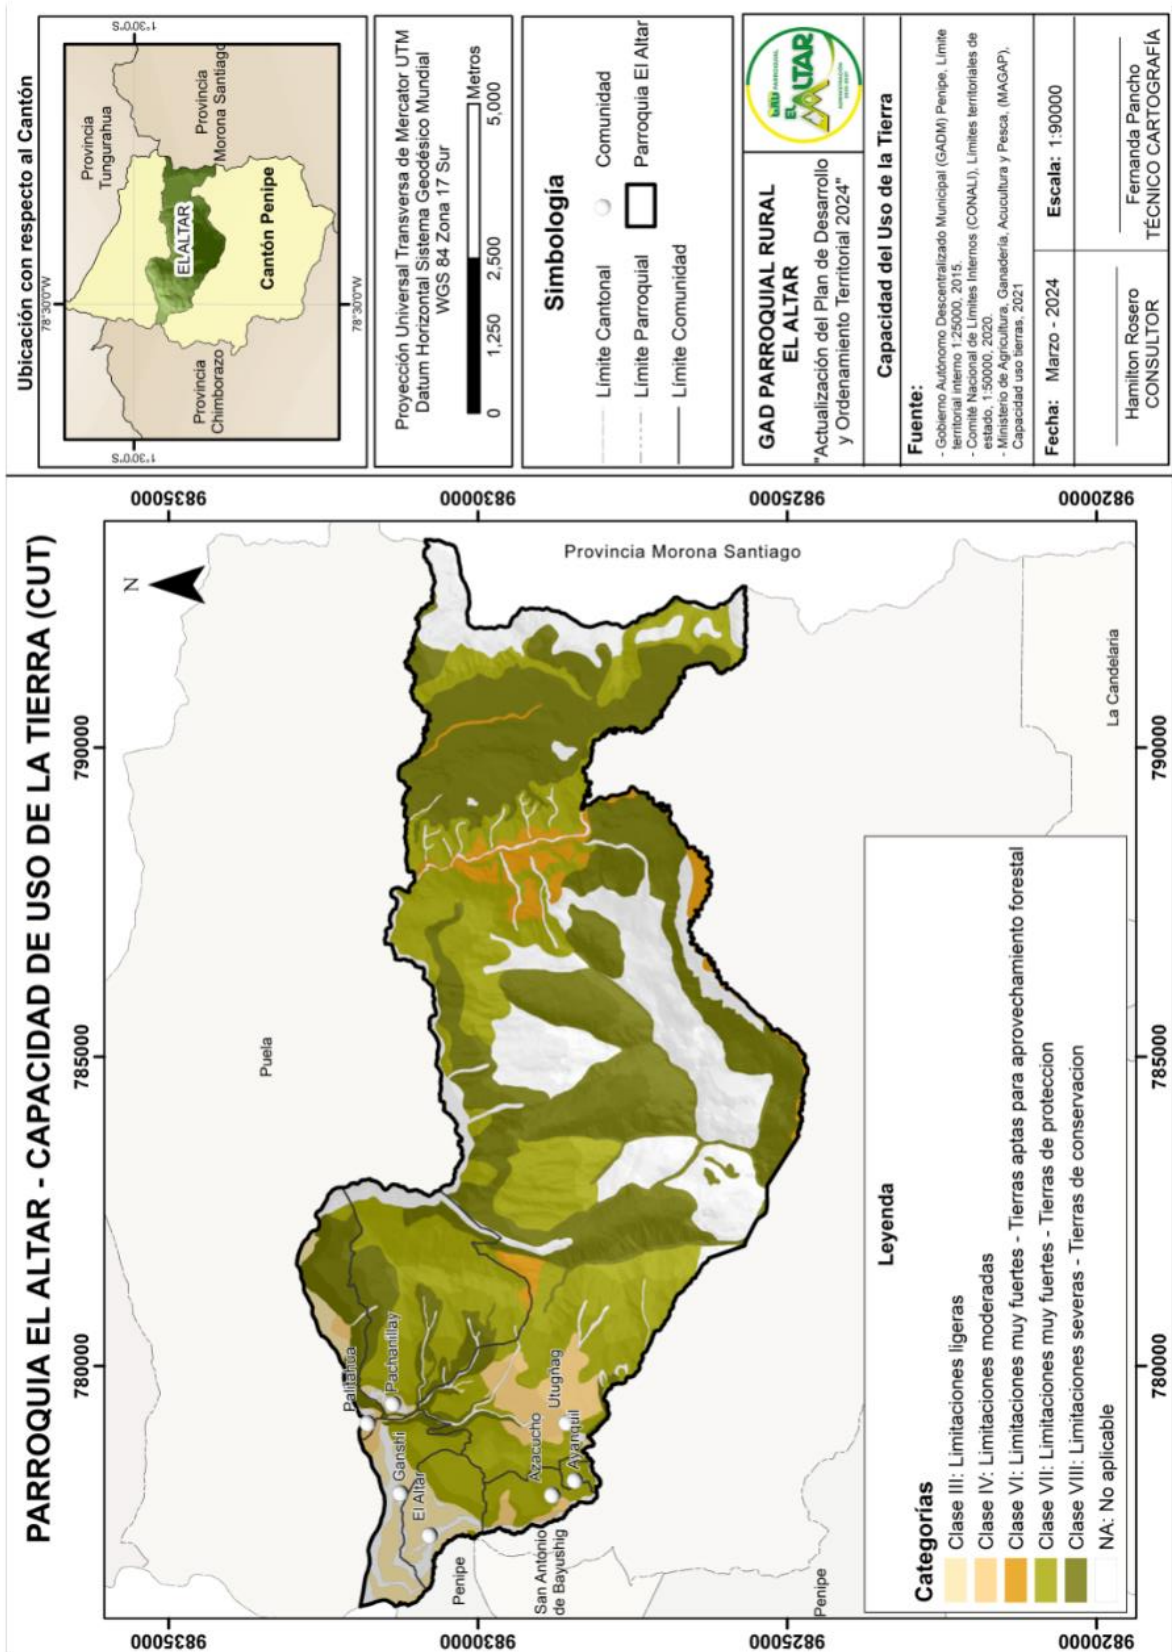 PARROQUIA EL ALTAR - CAPACIDAD DE USO DE LA TIERRA (CUT)
780000
785000
790000
9835000
9830000
9825000
9820000
N
Puela
Provincia Morona Santiago
La Candelaria
Palitahua
Pachanillay
Ganshi
El Altar
Utugnag
Azacucho
Ayanquil
Penipe
San Antonio
de Bayushig
Penipe
Leyenda
Categorías
Clase III: Limitaciones ligeras
Clase IV: Limitaciones moderadas
Clase VI: Limitaciones muy fuertes - Tierras aptas para aprovechamiento forestal
Clase VII: Limitaciones muy fuertes - Tierras de proteccion
Clase VIII: Limitaciones severas - Tierras de conservacion
NA: No aplicable
780000
785000
790000
9835000
9830000
9825000
9820000
Ubicación con respecto al Cantón
78°30'0"W
1°30'0"S
1°30'0"S
Provincia
Tungurahua
Provincia
Morona Santiago
Provincia
Chimborazo
EL ALTAR
Cantón Penipe
78°30'0"W
Proyección Universal Transversa de Mercator UTM
Datum Horizontal Sistema Geodésico Mundial
WGS 84 Zona 17 Sur
0 1,250 2,500 5,000
Metros
Simbología
Límite Cantonal
Comunidad
Límite Parroquial
Parroquia El Altar
Límite Comunidad
GAD PARROQUIAL RURAL
EL ALTAR
"Actualización del Plan de Desarrollo
y Ordenamiento Territorial 2024"
PARROQUIAL
EL ALTAR
Capacidad del Uso de la Tierra
Fuente:
- Gobierno Autónomo Descentralizado Municipal (GADM) Penipe, Límite
territorial interno 1:25000, 2015.
- Comité Nacional de Límites Internos (CONALI), Límites territoriales de
estado, 1:50000, 2020.
- Ministerio de Agricultura, Ganadería, Acucultura y Pesca, (MAGAP),
Capacidad uso tierras, 2021
Fecha: Marzo - 2024
Escala: 1:90000
Hamilton Rosero
CONSULTOR
Fernanda Pancho
TÉCNICO CARTOGRAFÍA